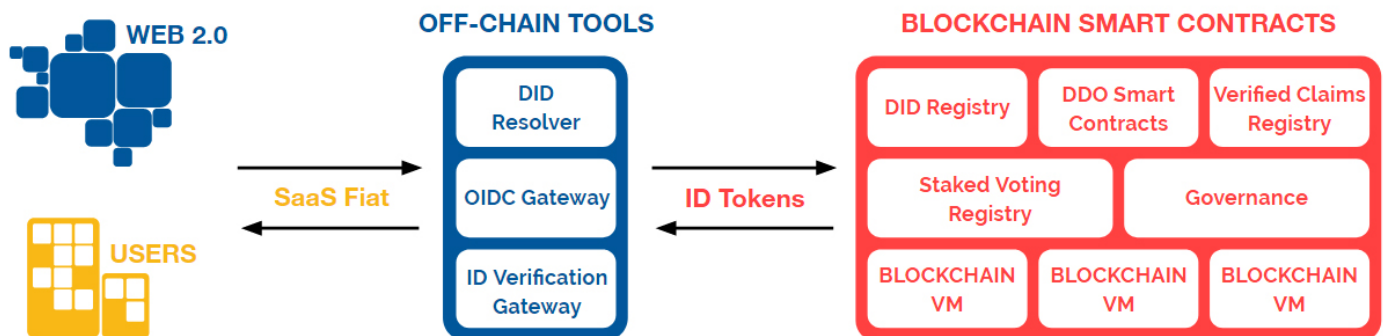 WEB 2.0
USERS
SaaS Fiat
OFF-CHAIN TOOLS
DID
Resolver
OIDC Gateway
ID Verification
Gateway
ID Tokens
BLOCKCHAIN SMART CONTRACTS
DID Registry
DDO Smart
Contracts
Verified Claims
Registry
Staked Voting
Registry
Governance
BLOCKCHAIN
VM
BLOCKCHAIN
VM
BLOCKCHAIN
VM